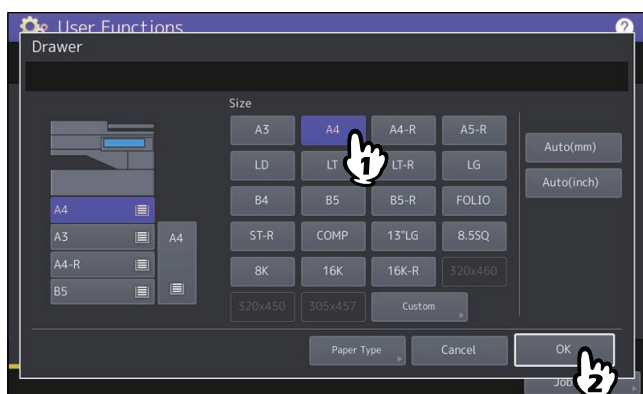 User Functions
?
Drawer
Size
A3 A4 A4-R A5-R
Auto(mm)
LD LT LT-R LG
Auto(inch)
B4 B5 B5-R FOLIO
A4
A3 A4
ST-R COMP 13"LG 8.5SQ
A4-R
8K 16K 16K-R 320x460
B5
320x450 305x457 Custom
Paper Type Cancel OK
Job
1
2